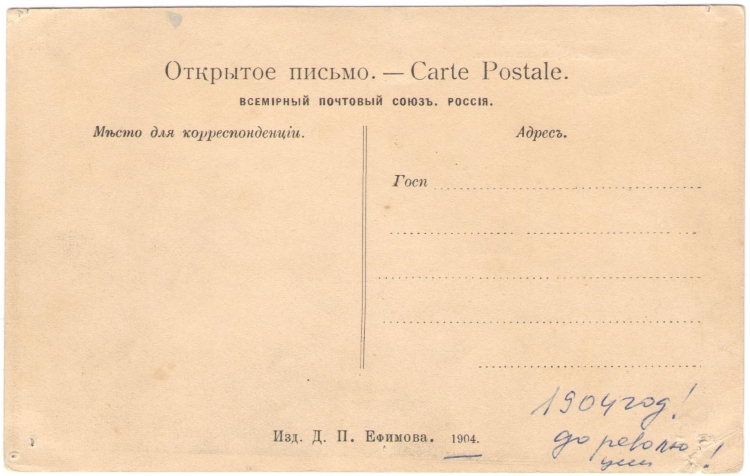 Открытое письмо. — Carte Postale.
ВСЕМІРНЫЙ ПОЧТОВЫЙ СОЮЗЪ. РОССІЯ.
Мѣсто для корреспонденціи.
Адресъ.
Госп
Изд. Д. П. Ефимова. 1904.
1904 год!
до револю
ции!